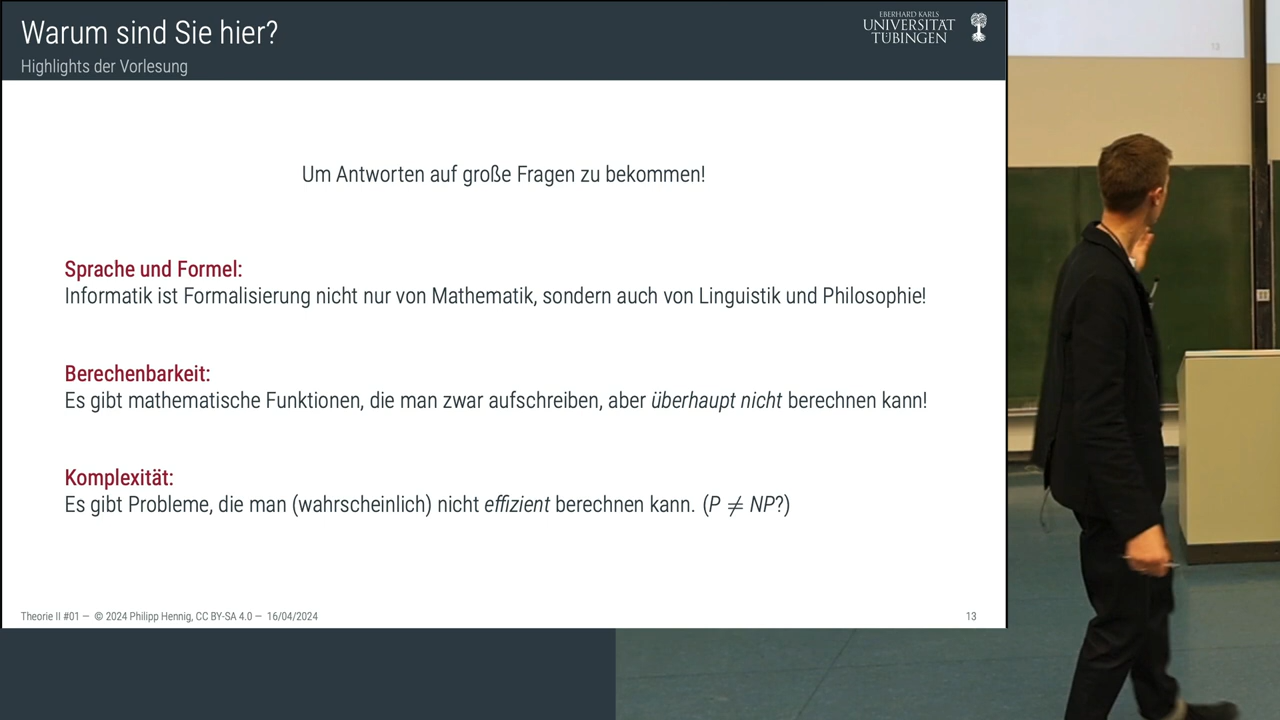 Warum sind Sie hier?
Highlights der Vorlesung
EBERHARD KARLS
UNIVERSITÄT
TÜBINGEN
Um Antworten auf große Fragen zu bekommen!
Sprache und Formel:
Informatik ist Formalisierung nicht nur von Mathematik, sondern auch von Linguistik und Philosophie!
Berechenbarkeit:
Es gibt mathematische Funktionen, die man zwar aufschreiben, aber überhaupt nicht berechnen kann!
Komplexität:
Es gibt Probleme, die man (wahrscheinlich) nicht effizient berechnen kann. (P ≠ NP?)
Theorie II #01 — © 2024 Philipp Hennig, CC BY-SA 4.0 — 16/04/2024
13
13